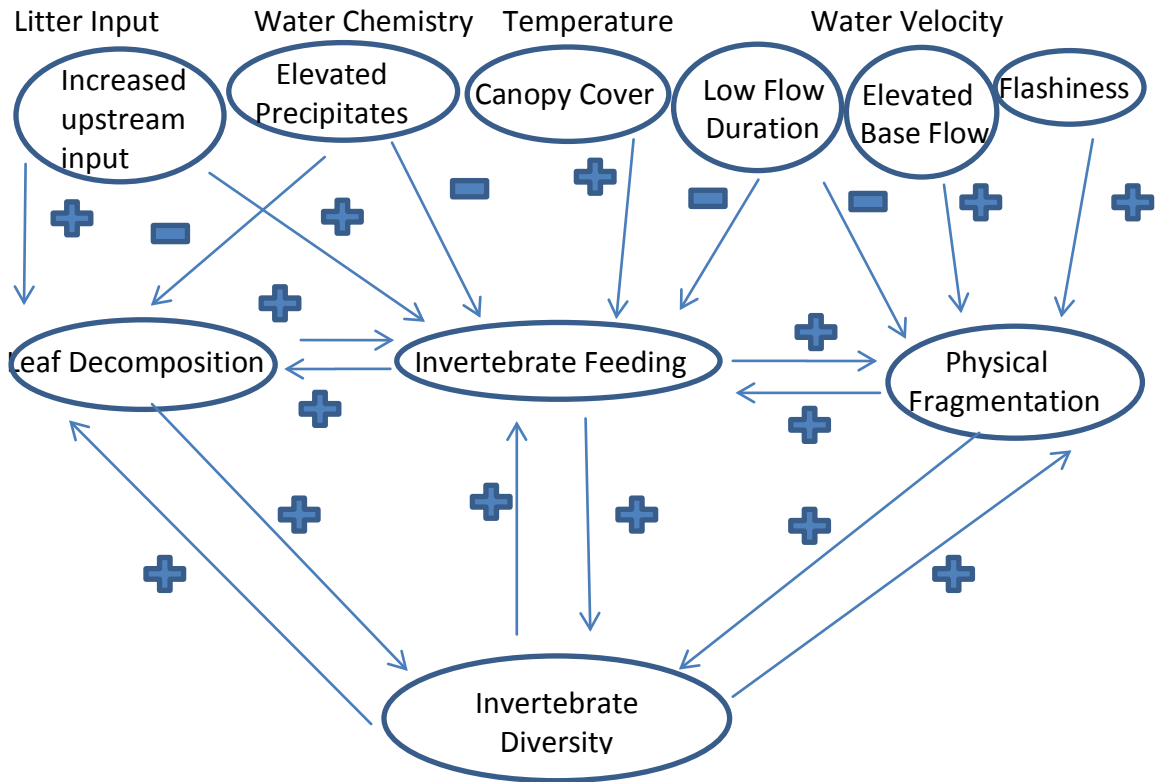 Litter Input
Water Chemistry
Temperature
Water Velocity
Increased
upstream
input
Elevated
Precipitates
Canopy Cover
Low Flow
Duration
Elevated
Base Flow
Flashiness
Leaf Decomposition
Invertebrate Feeding
Physical
Fragmentation
Invertebrate
Diversity